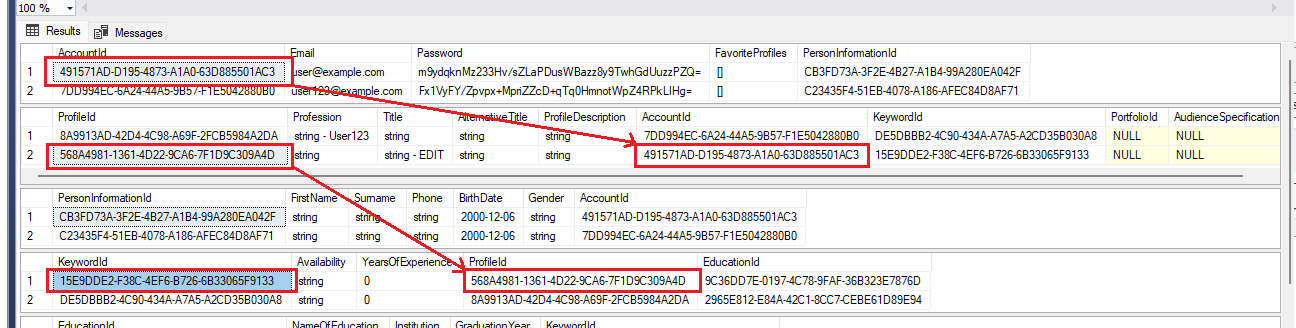 100 %
Results Messages
AccountId Email Password FavoriteProfiles PersonInformationId
1 491571AD-D195-4873-A1A0-63D885501AC3 user@example.com m9ydqknMz233Hv/sZLaPDusWBazz8y9TwhGdUuzzPZQ= [] CB3FD73A-3F2E-4B27-A1B4-99A280EA042F
2 7DD994EC-6A24-44A5-9B57-F1E5042880B0 user123@example.com Fx1VyFY/Zpvpx+MpriZZcD+qTq0HmnotWpZ4RPkLIHg= [] C23435F4-51EB-4078-A186-AFEC84D8AF71
ProfileId Profession Title AlternativeTitle ProfileDescription AccountId KeywordId PortfolioId AudienceSpecification
1 8A9913AD-42D4-4C98-A69F-2FCB5984A2DA string - User123 string string string 7DD994EC-6A24-44A5-9B57-F1E5042880B0 DE5DBBB2-4C90-434A-A7A5-A2CD35B030A8 NULL NULL
2 568A4981-1361-4D22-9CA6-7F1D9C309A4D string string - EDIT string string 491571AD-D195-4873-A1A0-63D885501AC3 15E9DDE2-F38C-4EF6-B726-6B33065F9133 NULL NULL
PersonInformationId FirstName Surname Phone BirthDate Gender AccountId
1 CB3FD73A-3F2E-4B27-A1B4-99A280EA042F string string string 2000-12-06 string 491571AD-D195-4873-A1A0-63D885501AC3
2 C23435F4-51EB-4078-A186-AFEC84D8AF71 string string string 2000-12-06 string 7DD994EC-6A24-44A5-9B57-F1E5042880B0
KeywordId Availability YearsOfExperience ProfileId EducationId
1 15E9DDE2-F38C-4EF6-B726-6B33065F9133 string 0 568A4981-1361-4D22-9CA6-7F1D9C309A4D 9C36DD7E-0197-4C78-9FAF-36B323E7876D
2 DE5DBBB2-4C90-434A-A7A5-A2CD35B030A8 string 0 8A9913AD-42D4-4C98-A69F-2FCB5984A2DA 2965E812-E84A-42C1-8CC7-CEBE61D89E94
EducationId NameOfEducation Institution GraduationYear KeywordId